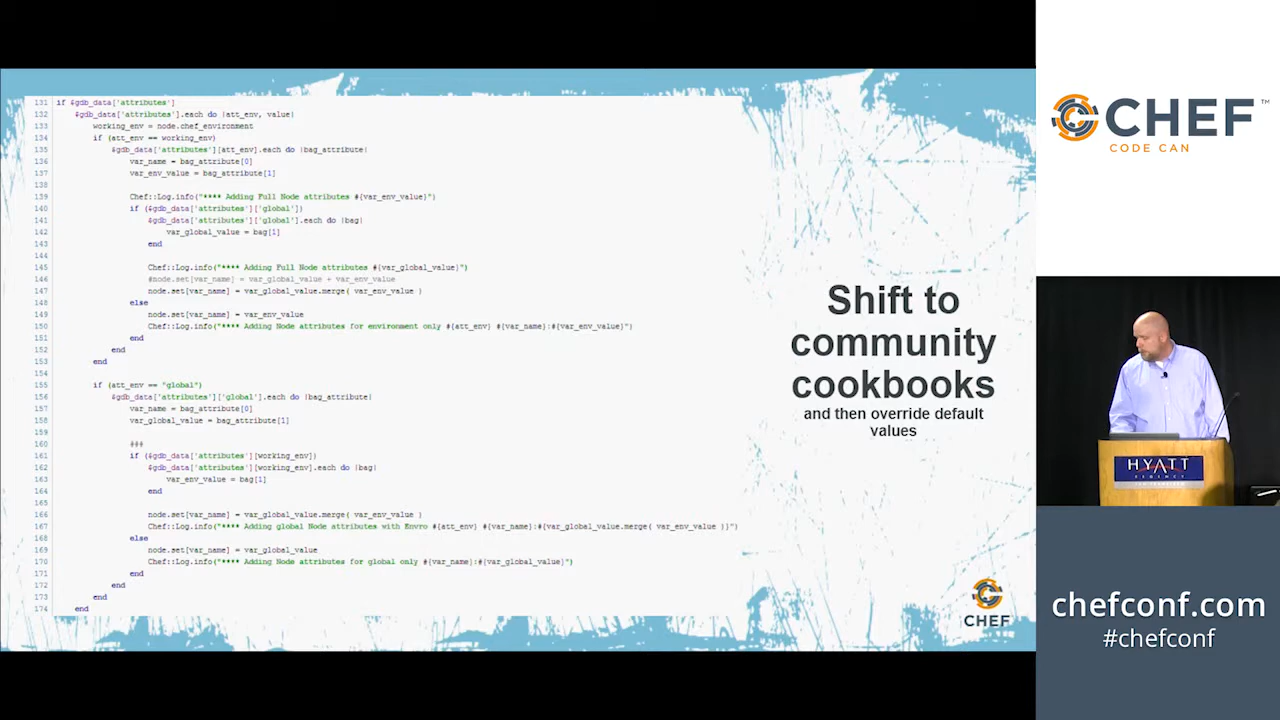 131 if $gdb_data['attributes']
132 $gdb_data['attributes'].each do |att_env, value|
133 working_env = node.chef_environment
134 if (att_env == working_env)
135 $gdb_data['attributes'][att_env].each do |bag_attribute|
136 var_name = bag_attribute[0]
137 var_env_value = bag_attribute[1]
138
139 Chef::Log.info("**** Adding Full Node attributes #{var_env_value}")
140 if ($gdb_data['attributes']['global'])
141 $gdb_data['attributes']['global'].each do |bag|
142 var_global_value = bag[1]
143 end
144
145 Chef::Log.info("**** Adding Full Node attributes #{var_global_value}")
146 #node.set[var_name] = var_global_value + var_env_value
147 node.set[var_name] = var_global_value.merge( var_env_value )
148 else
149 node.set[var_name] = var_env_value
150 Chef::Log.info("**** Adding Node attributes for environment only #{att_env} #{var_name}:#{var_env_value}")
151 end
152 end
153 end
154
155 if (att_env == "global")
156 $gdb_data['attributes']['global'].each do |bag_attribute|
157 var_name = bag_attribute[0]
158 var_global_value = bag_attribute[1]
159
160 ###
161 if ($gdb_data['attributes'][working_env])
162 $gdb_data['attributes'][working_env].each do |bag|
163 var_env_value = bag[1]
164 end
165
166 node.set[var_name] = var_global_value.merge( var_env_value )
167 Chef::Log.info("**** Adding global Node attributes with Envro #{att_env} #{var_name}:#{var_global_value.merge( var_env_value )}")
168 else
169 node.set[var_name] = var_global_value
170 Chef::Log.info("**** Adding Node attributes for global only #{var_name}:#{var_global_value}")
171 end
172 end
173 end
174 end
Shift to
community
cookbooks
and then override default
values
CHEF
CHEF™
CODE CAN
HYATT
REGENCY
chefconf.com
#chefconf